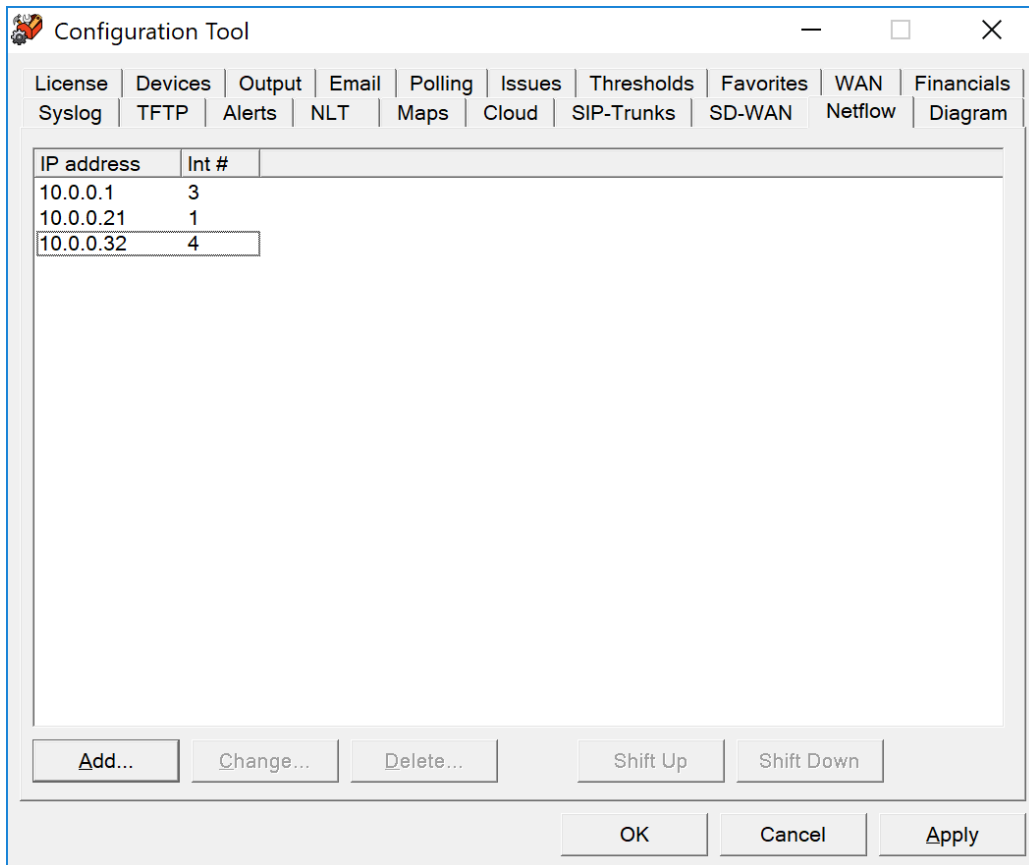 Configuration Tool
License Devices Output Email Polling Issues Thresholds Favorites WAN Financials
Syslog TFTP Alerts NLT Maps Cloud SIP-Trunks SD-WAN Netflow Diagram
IP address Int #
10.0.0.1 3
10.0.0.21 1
10.0.0.32 4
Add... Change... Delete... Shift Up Shift Down
OK Cancel Apply